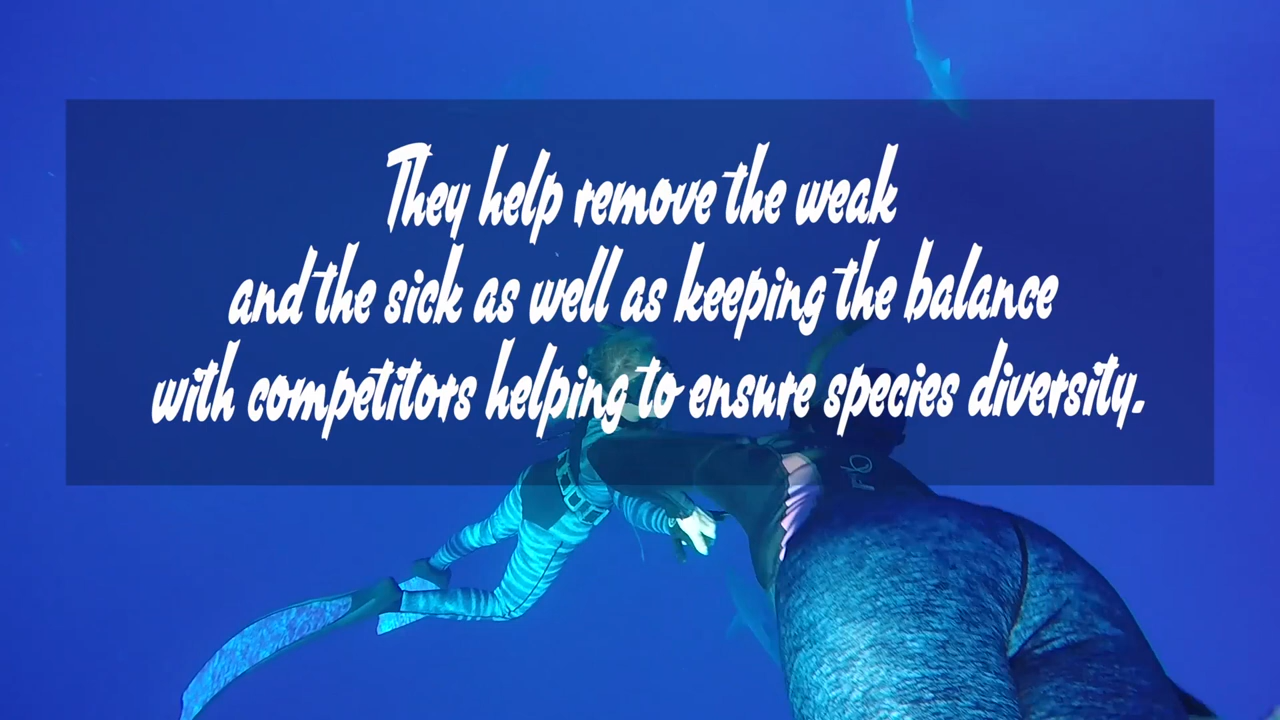 They help remove the weak
and the sick as well as keeping the balance
with competitors helping to ensure species diversity.